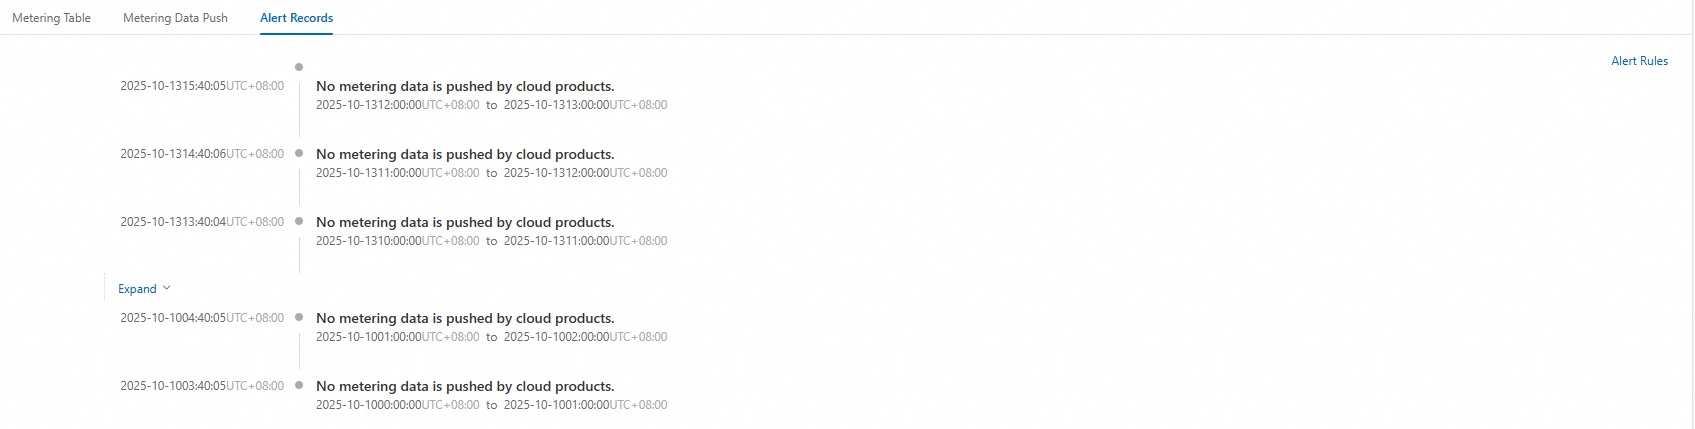 Metering Table Metering Data Push Alert Records
Alert Rules
2025-10-1315:40:05UTC+08:00 No metering data is pushed by cloud products.
2025-10-1312:00:00UTC+08:00 to 2025-10-1313:00:00UTC+08:00
2025-10-1314:40:06UTC+08:00 No metering data is pushed by cloud products.
2025-10-1311:00:00UTC+08:00 to 2025-10-1312:00:00UTC+08:00
2025-10-1313:40:04UTC+08:00 No metering data is pushed by cloud products.
2025-10-1310:00:00UTC+08:00 to 2025-10-1311:00:00UTC+08:00
Expand
2025-10-1004:40:05UTC+08:00 No metering data is pushed by cloud products.
2025-10-1001:00:00UTC+08:00 to 2025-10-1002:00:00UTC+08:00
2025-10-1003:40:05UTC+08:00 No metering data is pushed by cloud products.
2025-10-1000:00:00UTC+08:00 to 2025-10-1001:00:00UTC+08:00